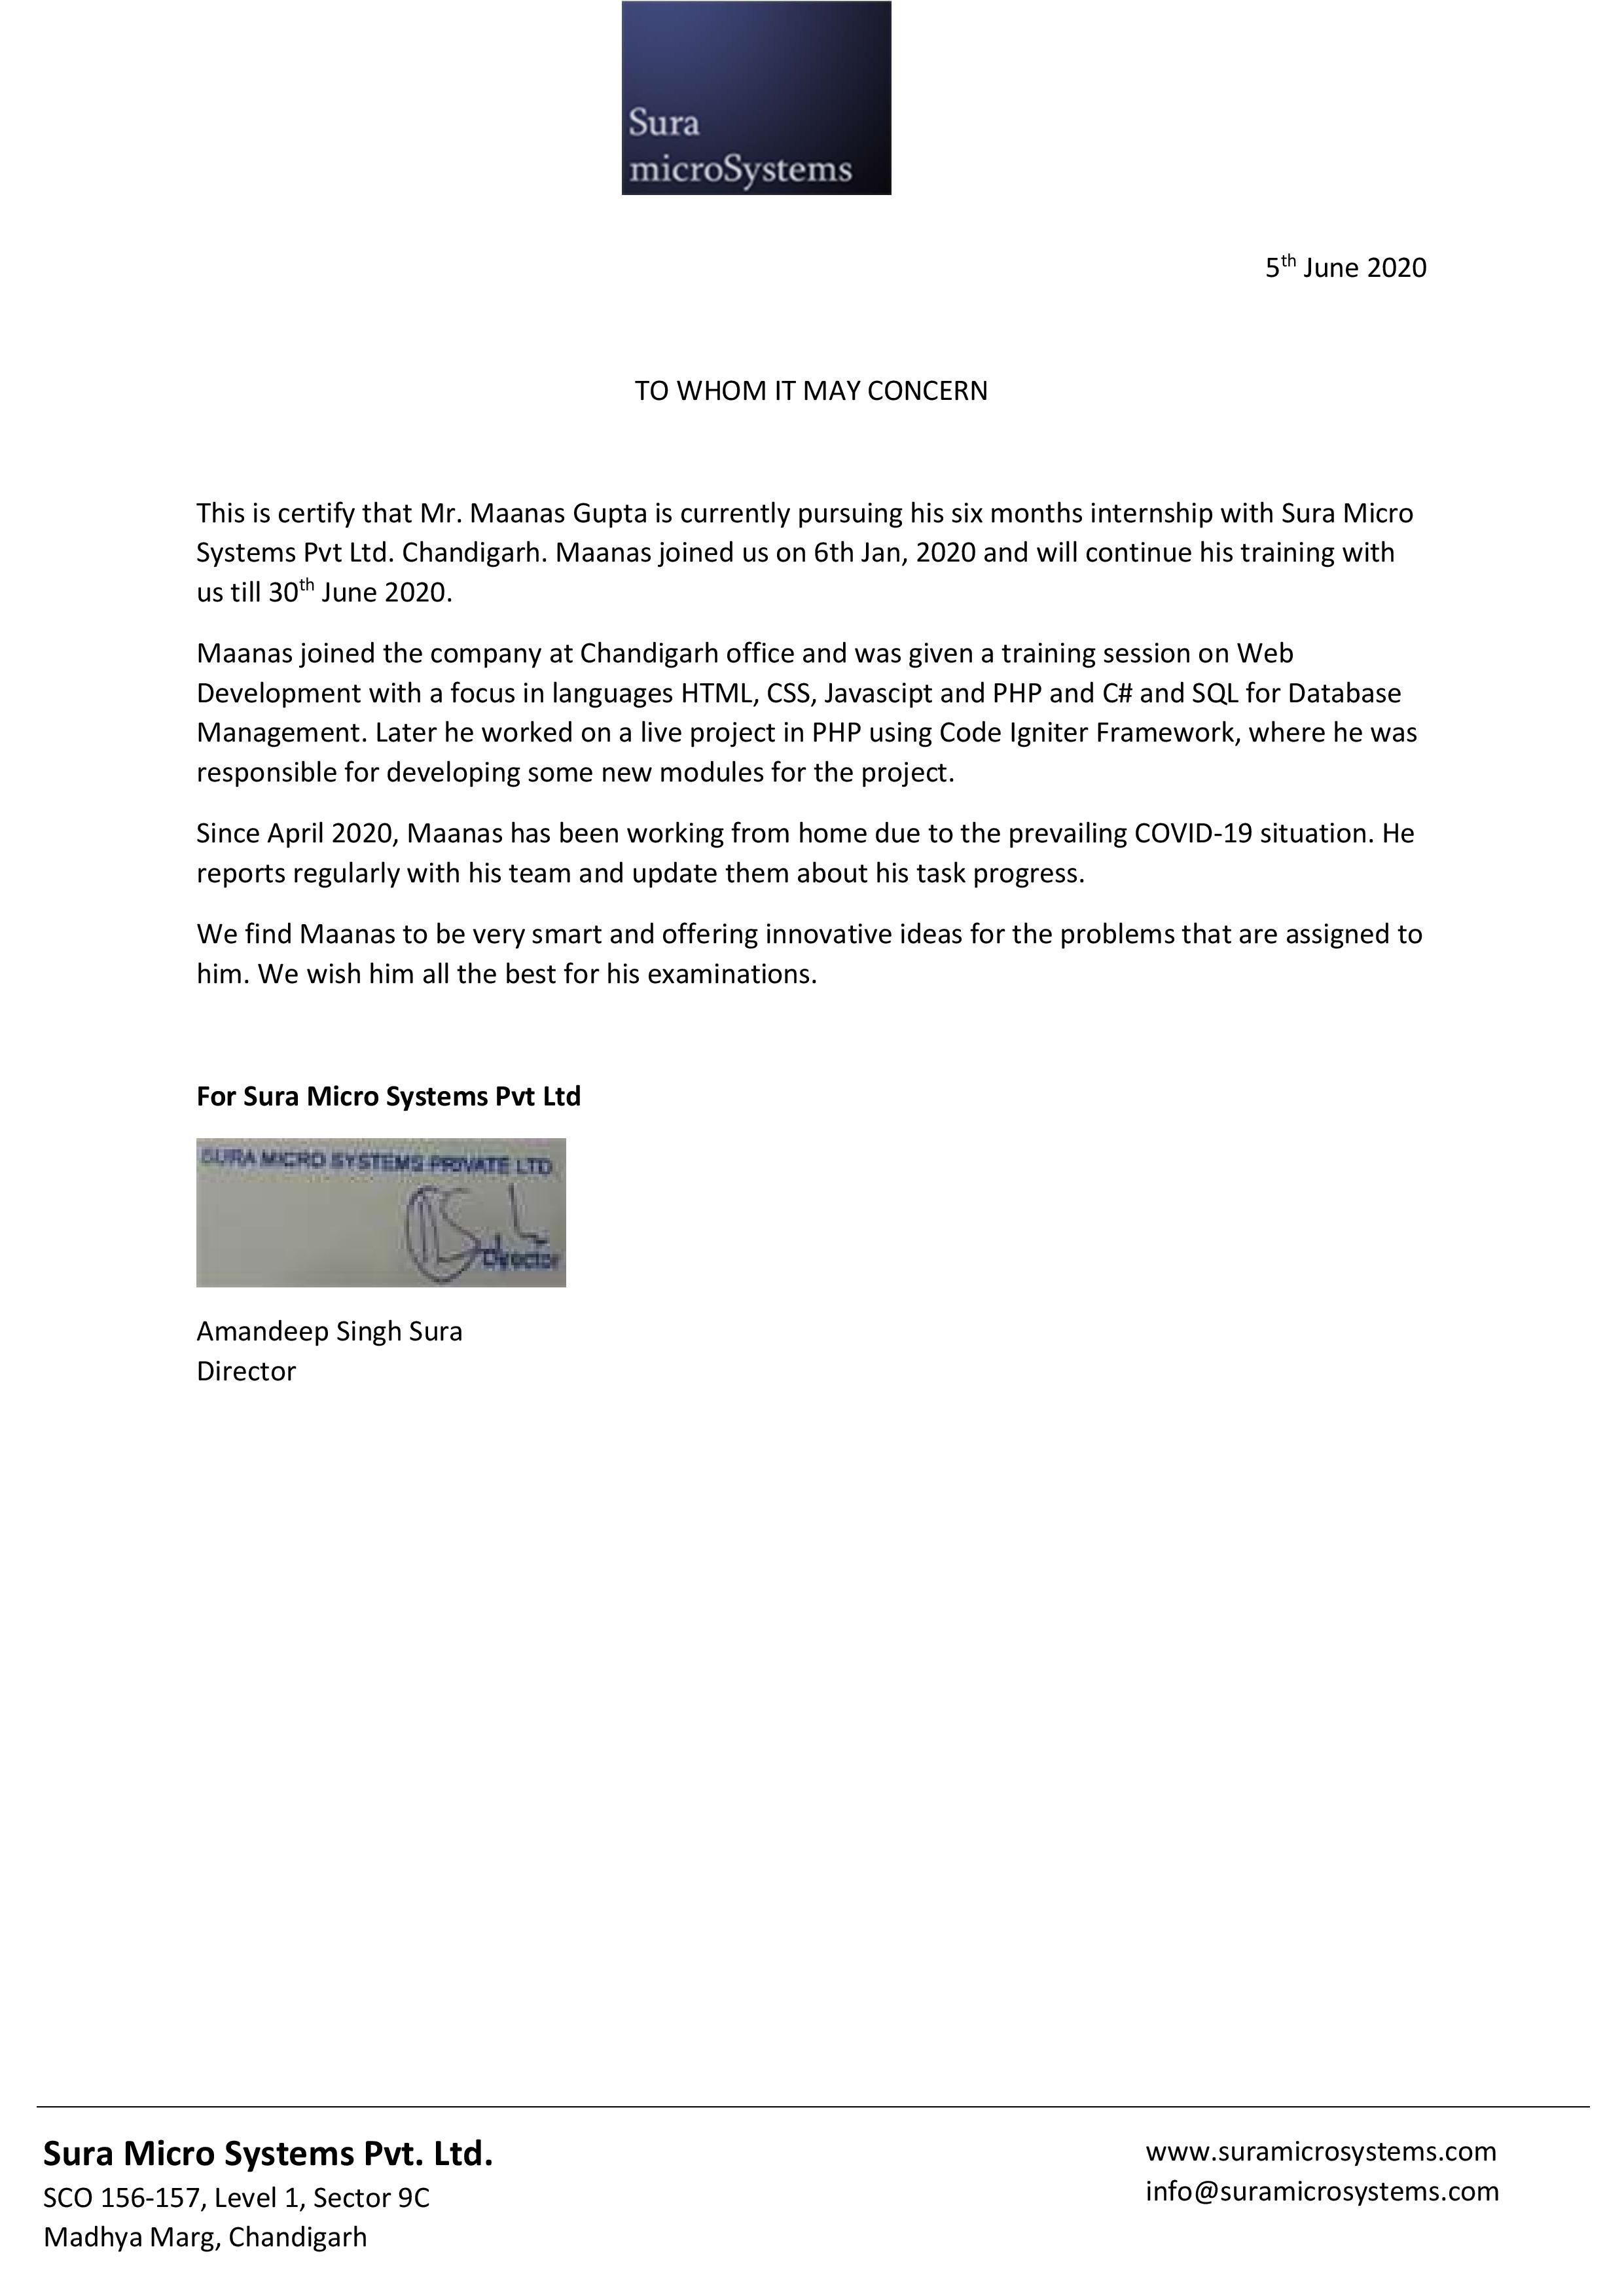 Sura
microSystems
5th June 2020
TO WHOM IT MAY CONCERN
This is certify that Mr. Maanas Gupta is currently pursuing his six months internship with Sura Micro
Systems Pvt Ltd. Chandigarh. Maanas joined us on 6th Jan, 2020 and will continue his training with
us till 30th June 2020.
Maanas joined the company at Chandigarh office and was given a training session on Web
Development with a focus in languages HTML, CSS, Javascipt and PHP and C# and SQL for Database
Management. Later he worked on a live project in PHP using Code Igniter Framework, where he was
responsible for developing some new modules for the project.
Since April 2020, Maanas has been working from home due to the prevailing COVID-19 situation. He
reports regularly with his team and update them about his task progress.
We find Maanas to be very smart and offering innovative ideas for the problems that are assigned to
him. We wish him all the best for his examinations.
For Sura Micro Systems Pvt Ltd
SURA MICRO SYSTEMS PRIVATE LTD
Director
Amandeep Singh Sura
Director
Sura Micro Systems Pvt. Ltd.
SCO 156-157, Level 1, Sector 9C
Madhya Marg, Chandigarh
www.suramicrosystems.com
info@suramicrosystems.com